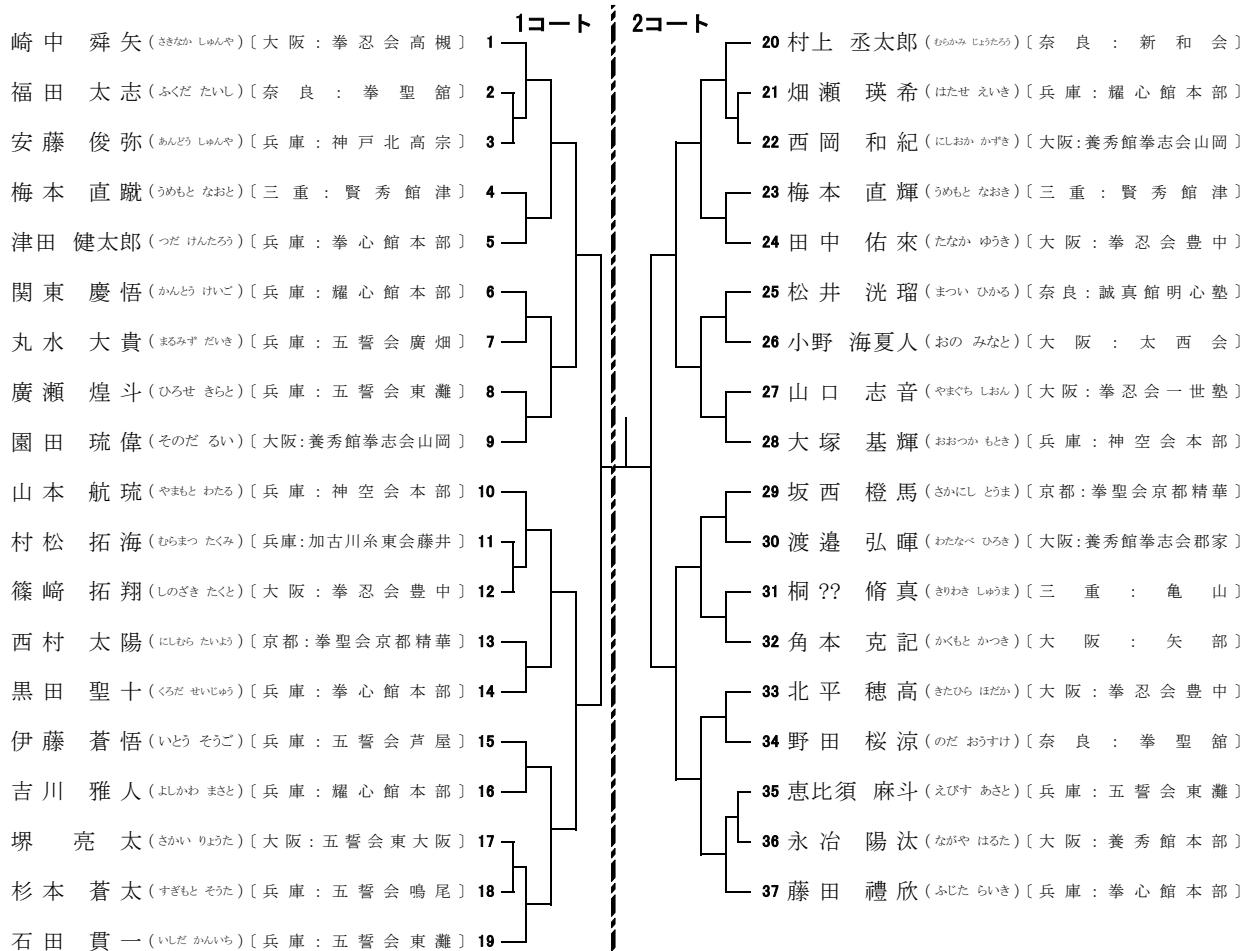 1コート
崎中 舜矢(さきなか しゅんや)〔大阪:拳忍会高槻〕 1
福田 太志(ふくだ たいし)〔奈良:拳聖舘〕 2
安藤 俊弥(あんどう しゅんや)〔兵庫:神戸北高宗〕 3
梅本 直蹴(うめもと なおと)〔三重:賢秀館津〕 4
津田 健太郎(つだ けんたろう)〔兵庫:拳心館本部〕 5
関東 慶悟(かんとう けいご)〔兵庫:耀心館本部〕 6
丸水 大貴(まるみず だいき)〔兵庫:五誓会廣畑〕 7
廣瀬 煌斗(ひろせ きらと)〔兵庫:五誓会東灘〕 8
園田 琉偉(そのだ るい)〔大阪:養秀館拳志会山岡〕 9
山本 航琉(やまもと わたる)〔兵庫:神空会本部〕 10
村松 拓海(むらまつ たくみ)〔兵庫:加古川糸東会藤井〕 11
篠﨑 拓翔(しのざき たくと)〔大阪:拳忍会豊中〕 12
西村 太陽(にしむら たいよう)〔京都:拳聖会京都精華〕 13
黒田 聖十(くろだ せいじゅう)〔兵庫:拳心館本部〕 14
伊藤 蒼悟(いとう そうご)〔兵庫:五誓会芦屋〕 15
吉川 雅人(よしかわ まさと)〔兵庫:耀心館本部〕 16
堺 亮太(さかい りょうた)〔大阪:五誓会東大阪〕 17
杉本 蒼太(すぎもと そうた)〔兵庫:五誓会鳴尾〕 18
石田 貫一(いしだ かんいち)〔兵庫:五誓会東灘〕 19
2コート
20 村上 丞太郎(むらかみ じょうたろう)〔奈良:新和会〕
21 畑瀬 瑛希(はたせ えいき)〔兵庫:耀心館本部〕
22 西岡 和紀(にしおか かずき)〔大阪:養秀館拳志会山岡〕
23 梅本 直輝(うめもと なおき)〔三重:賢秀館津〕
24 田中 佑來(たなか ゆうき)〔大阪:拳忍会豊中〕
25 松井 洸瑠(まつい ひかる)〔奈良:誠真館明心塾〕
26 小野 海夏人(おの みなと)〔大阪:太西会〕
27 山口 志音(やまぐち しおん)〔大阪:拳忍会一世塾〕
28 大塚 基輝(おおつか もとき)〔兵庫:神空会本部〕
29 坂西 橙馬(さかにし とうま)〔京都:拳聖会京都精華〕
30 渡邉 弘暉(わたなべ ひろき)〔大阪:養秀館拳志会郡家〕
31 桐?? 脩真(きりわき しゅうま)〔三重:亀山〕
32 角本 克記(かくもと かつき)〔大阪:矢部〕
33 北平 穂高(きたひら ほだか)〔大阪:拳忍会豊中〕
34 野田 桜涼(のだ おうすけ)〔奈良:拳聖舘〕
35 恵比須 麻斗(えびす あさと)〔兵庫:五誓会東灘〕
36 永冶 陽汰(ながや はるた)〔大阪:養秀館本部〕
37 藤田 禮欣(ふじた らいき)〔兵庫:拳心館本部〕